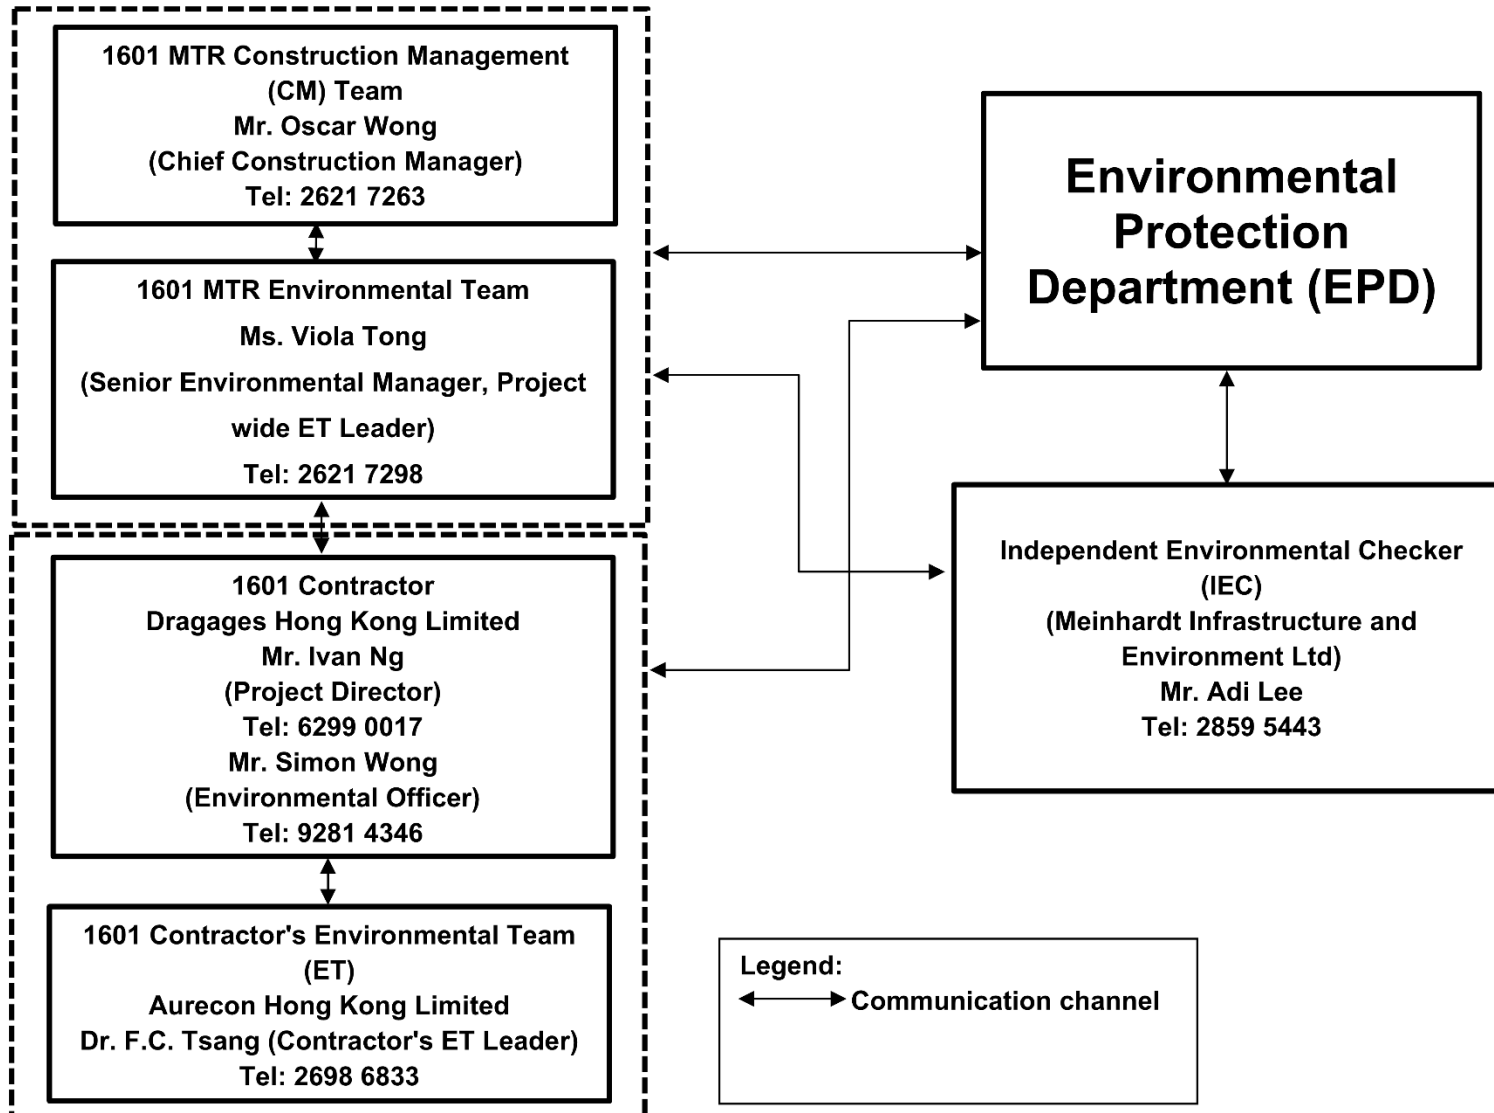 1601 MTR Construction Management
(CM) Team
Mr. Oscar Wong
(Chief Construction Manager)
Tel: 2621 7263
1601 MTR Environmental Team
Ms. Viola Tong
(Senior Environmental Manager, Project
wide ET Leader)
Tel: 2621 7298
1601 Contractor
Dragages Hong Kong Limited
Mr. Ivan Ng
(Project Director)
Tel: 6299 0017
Mr. Simon Wong
(Environmental Officer)
Tel: 9281 4346
1601 Contractor's Environmental Team
(ET)
Aurecon Hong Kong Limited
Dr. F.C. Tsang (Contractor's ET Leader)
Tel: 2698 6833
Environmental
Protection
Department (EPD)
Independent Environmental Checker
(IEC)
(Meinhardt Infrastructure and
Environment Ltd)
Mr. Adi Lee
Tel: 2859 5443
Legend:
Communication channel